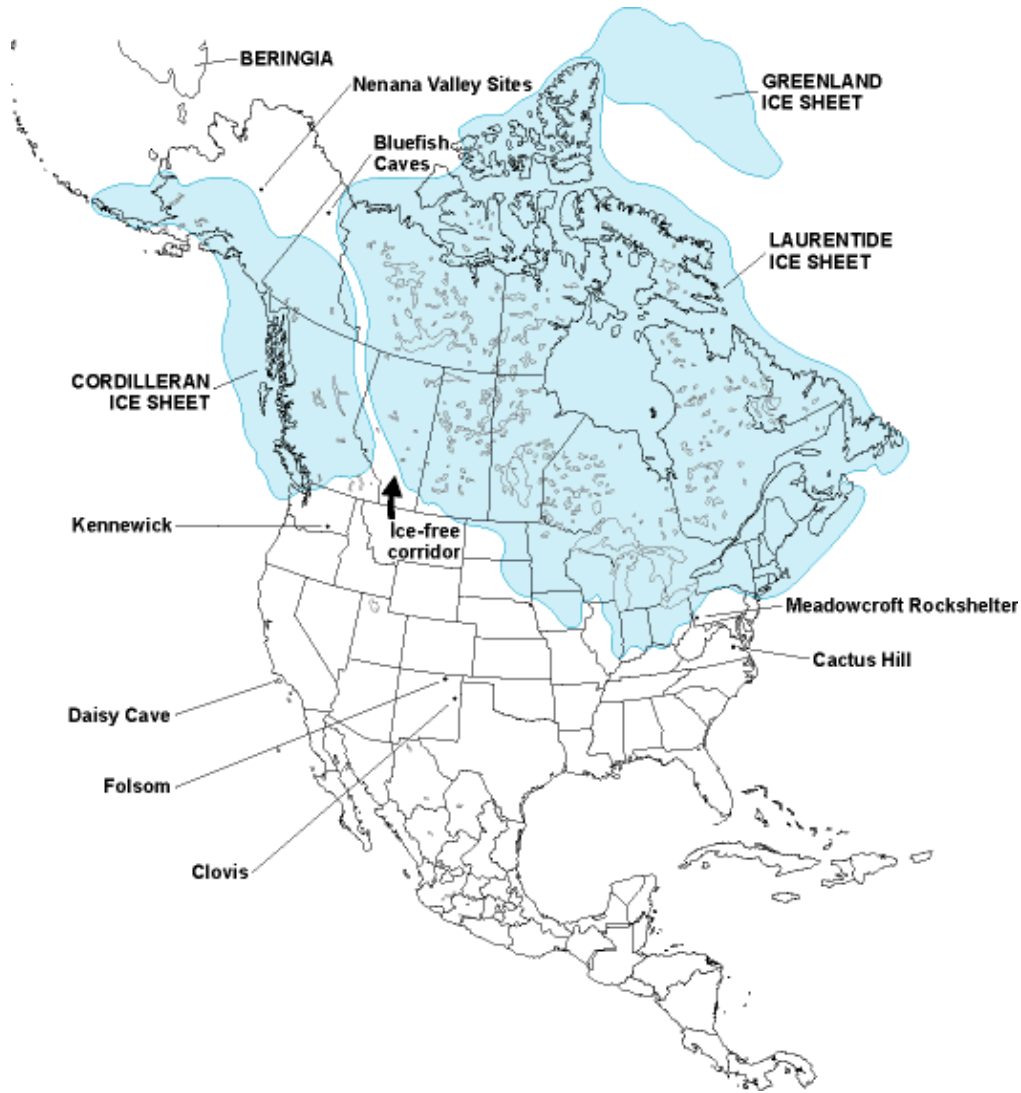 BERINGIA
Nenana Valley Sites
GREENLAND
ICE SHEET
Bluefish
Caves
LAURENTIDE
ICE SHEET
CORDILLERAN
ICE SHEET
Kennewick
Ice-free
corridor
Meadowcroft Rockshelter
Cactus Hill
Daisy Cave
Folsom
Clovis